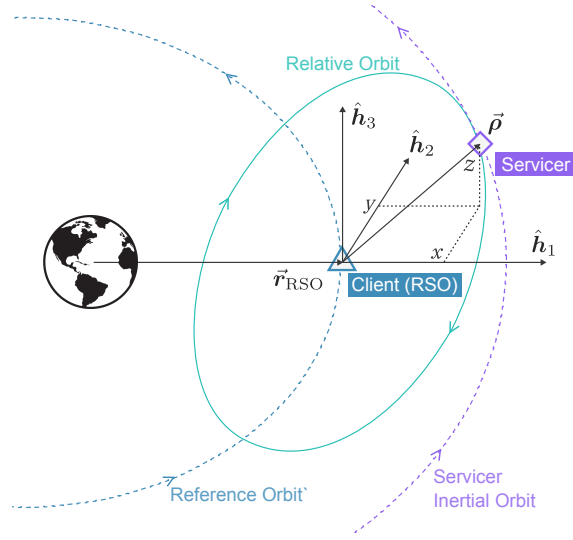 Relative Orbit
ĥ₃
ρ⃗
ĥ₂
Servicer
z
y
x
ĥ₁
r⃗RSO
Client (RSO)
Reference Orbit`
Servicer
Inertial Orbit